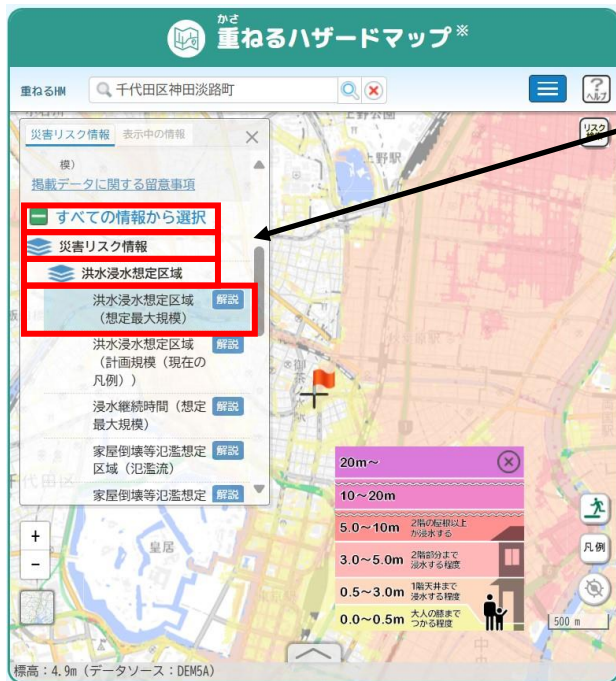 かさ
重ねるハザードマップ※
重ねるHM
千代田区神田淡路町
?
ヘルプ
災害リスク情報 表示中の情報
模)
掲載データに関する留意事項
すべての情報から選択
災害リスク情報
洪水浸水想定区域
洪水浸水想定区域 解説
(想定最大規模)
洪水浸水想定区域 解説
(計画規模(現在の
凡例))
浸水継続時間(想定 解説
最大規模)
家屋倒壊等氾濫想定 解説
区域(氾濫流)
家屋倒壊等氾濫想定 解説
上野駅
御茶ノ水駅
皇居
20m~
10~20m
5.0~10m 2階の屋根以上
が浸水する
3.0~5.0m 2階部分まで
浸水する程度
0.5~3.0m 1階天井まで
浸水する程度
0.0~0.5m 大人の膝まで
つかる程度
+
-
凡例
500 m
標高:4.9m(データソース:DEM5A)